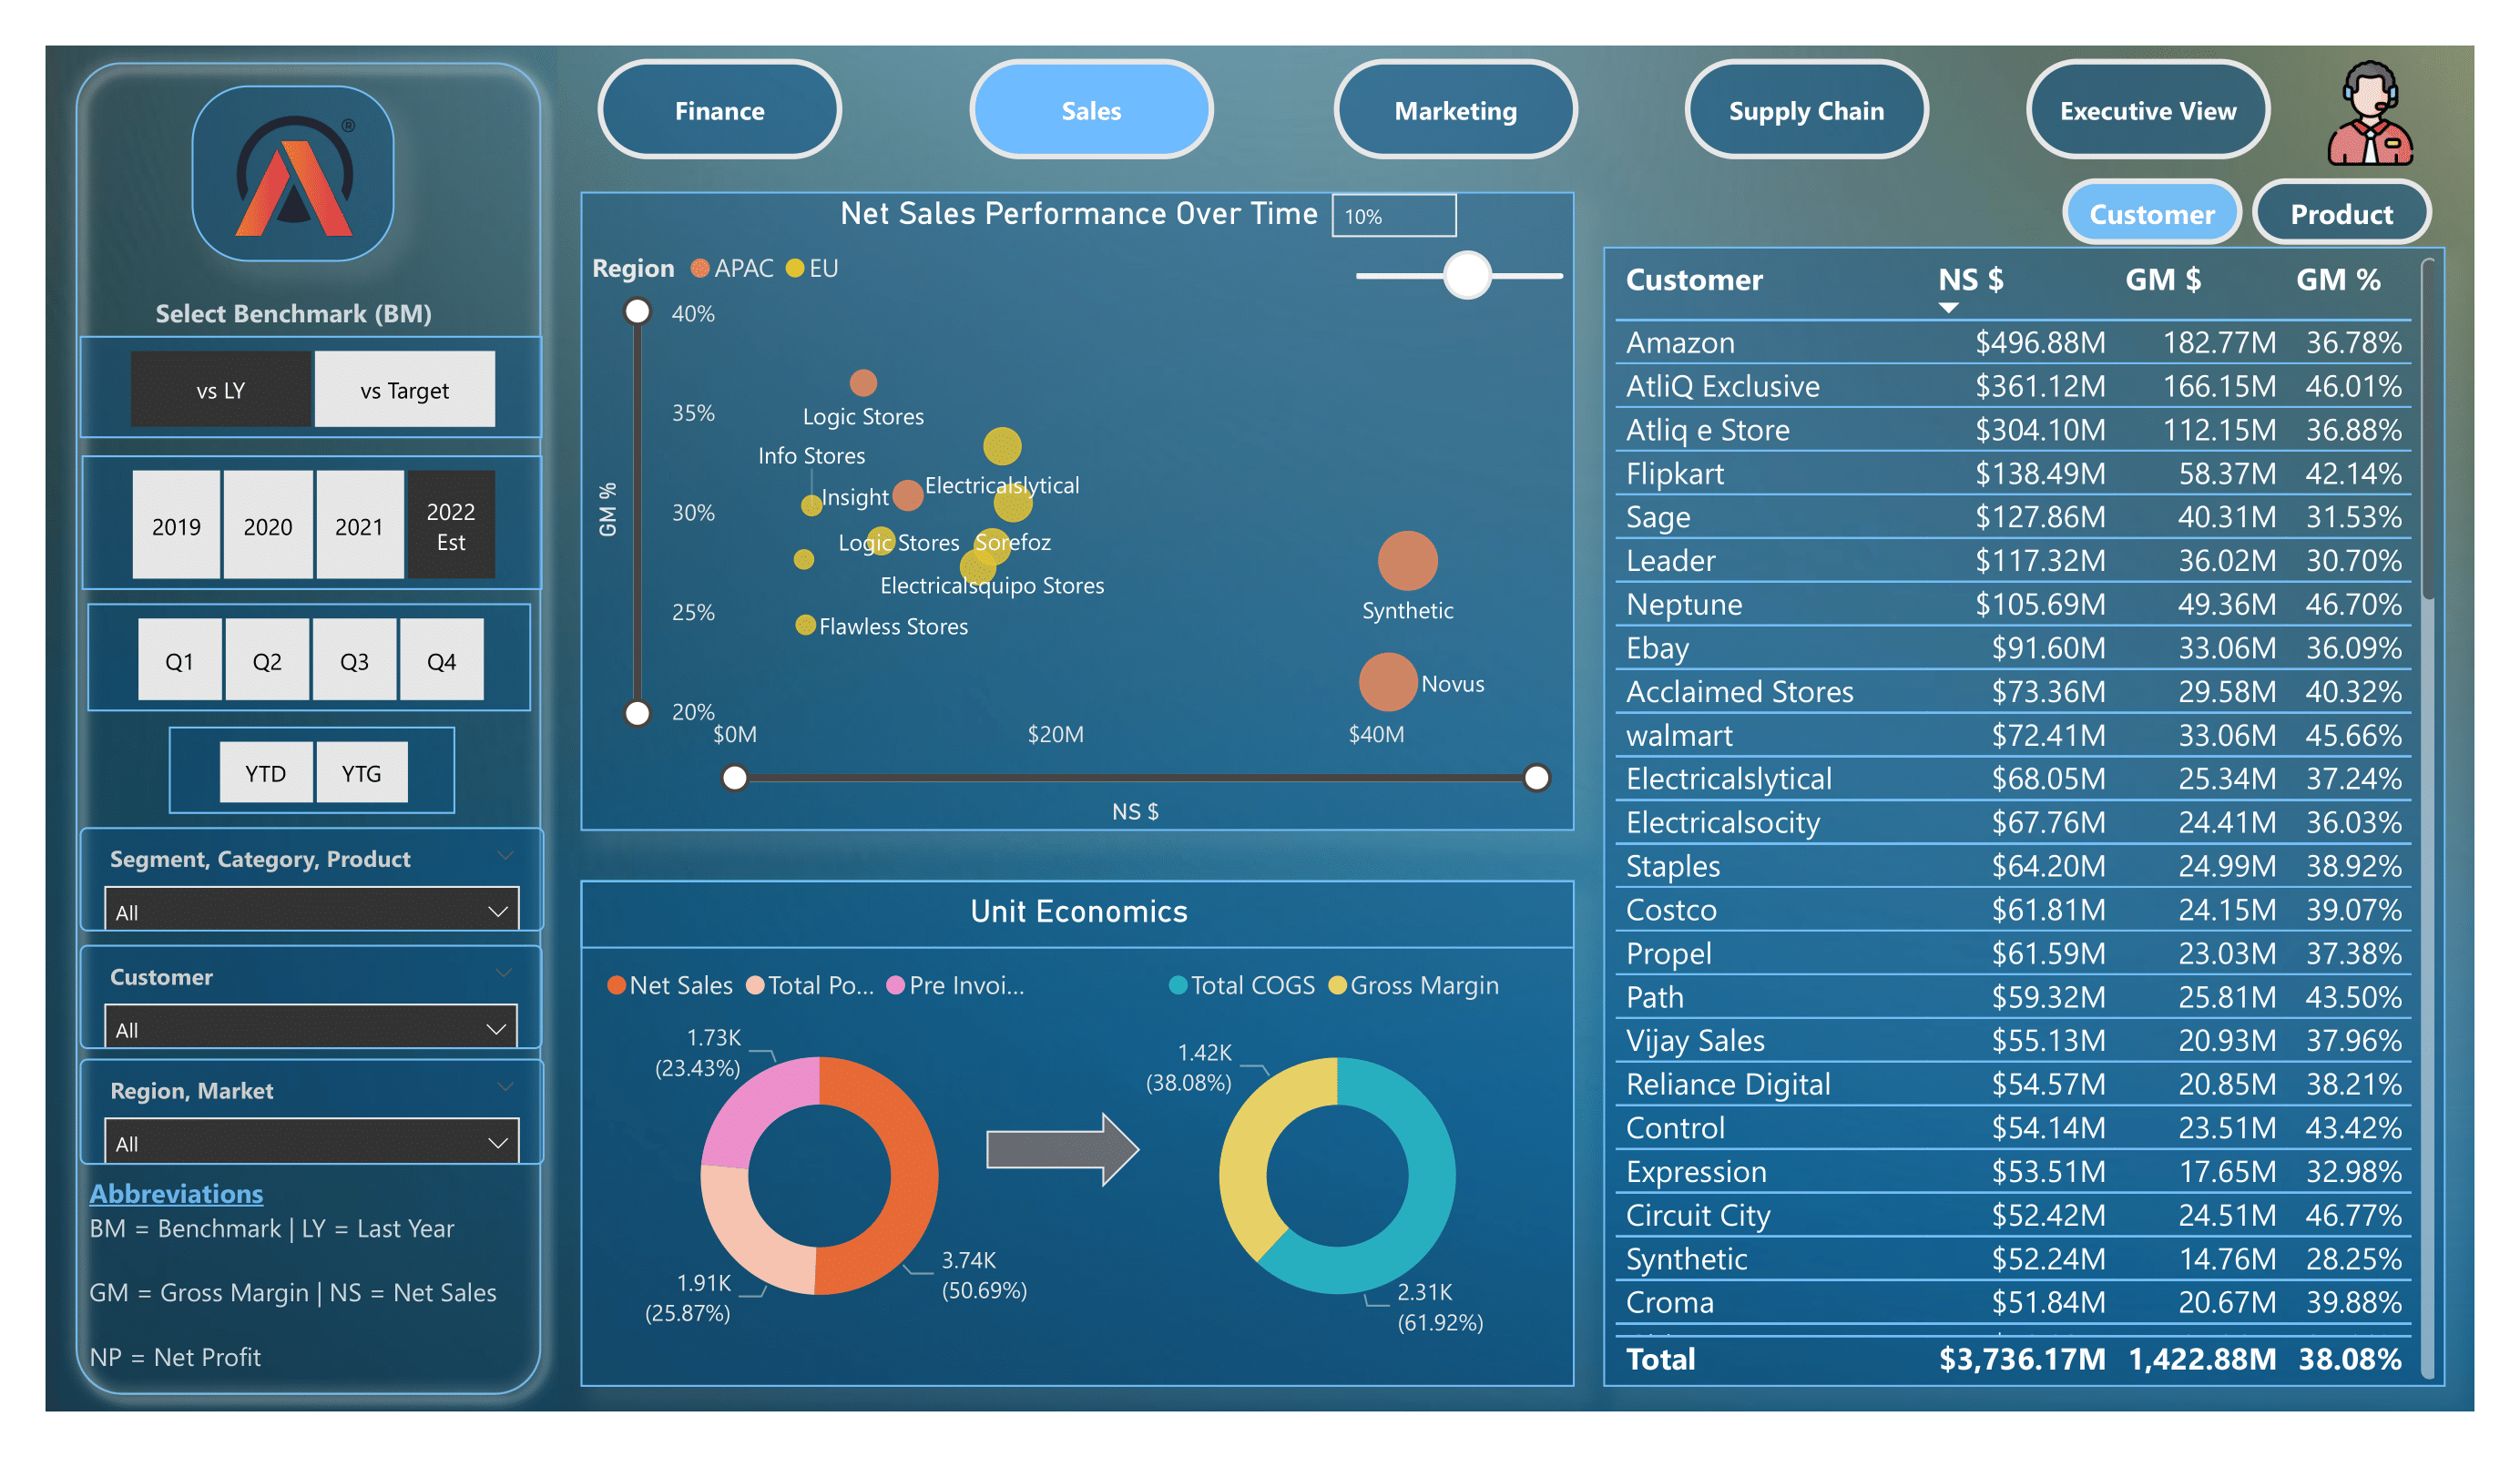 Finance
Sales
Marketing
Supply Chain
Executive View
®
Select Benchmark (BM)
vs LY
vs Target
2019
2020
2021
2022
Est
Q1
Q2
Q3
Q4
YTD
YTG
Segment, Category, Product
All
Customer
All
Region, Market
All
Abbreviations
BM = Benchmark | LY = Last Year
GM = Gross Margin | NS = Net Sales
NP = Net Profit
Net Sales Performance Over Time
10%
Region
APAC
EU
GM %
40%
35%
30%
25%
20%
Logic Stores
Info Stores
Insight
Electricalslytical
Logic Stores
Sorefoz
Electricalsquipo Stores
Flawless Stores
Synthetic
Novus
$0M
$20M
$40M
NS $
Unit Economics
Net Sales
Total Po...
Pre Invoi...
1.73K
(23.43%)
1.91K
(25.87%)
3.74K
(50.69%)
Total COGS
Gross Margin
1.42K
(38.08%)
2.31K
(61.92%)
Customer
Product
Customer NS $ GM $ GM %
Amazon $496.88M 182.77M 36.78%
AtliQ Exclusive $361.12M 166.15M 46.01%
Atliq e Store $304.10M 112.15M 36.88%
Flipkart $138.49M 58.37M 42.14%
Sage $127.86M 40.31M 31.53%
Leader $117.32M 36.02M 30.70%
Neptune $105.69M 49.36M 46.70%
Ebay $91.60M 33.06M 36.09%
Acclaimed Stores $73.36M 29.58M 40.32%
walmart $72.41M 33.06M 45.66%
Electricalslytical $68.05M 25.34M 37.24%
Electricalsocity $67.76M 24.41M 36.03%
Staples $64.20M 24.99M 38.92%
Costco $61.81M 24.15M 39.07%
Propel $61.59M 23.03M 37.38%
Path $59.32M 25.81M 43.50%
Vijay Sales $55.13M 20.93M 37.96%
Reliance Digital $54.57M 20.85M 38.21%
Control $54.14M 23.51M 43.42%
Expression $53.51M 17.65M 32.98%
Circuit City $52.42M 24.51M 46.77%
Synthetic $52.24M 14.76M 28.25%
Croma $51.84M 20.67M 39.88%
Total $3,736.17M 1,422.88M 38.08%